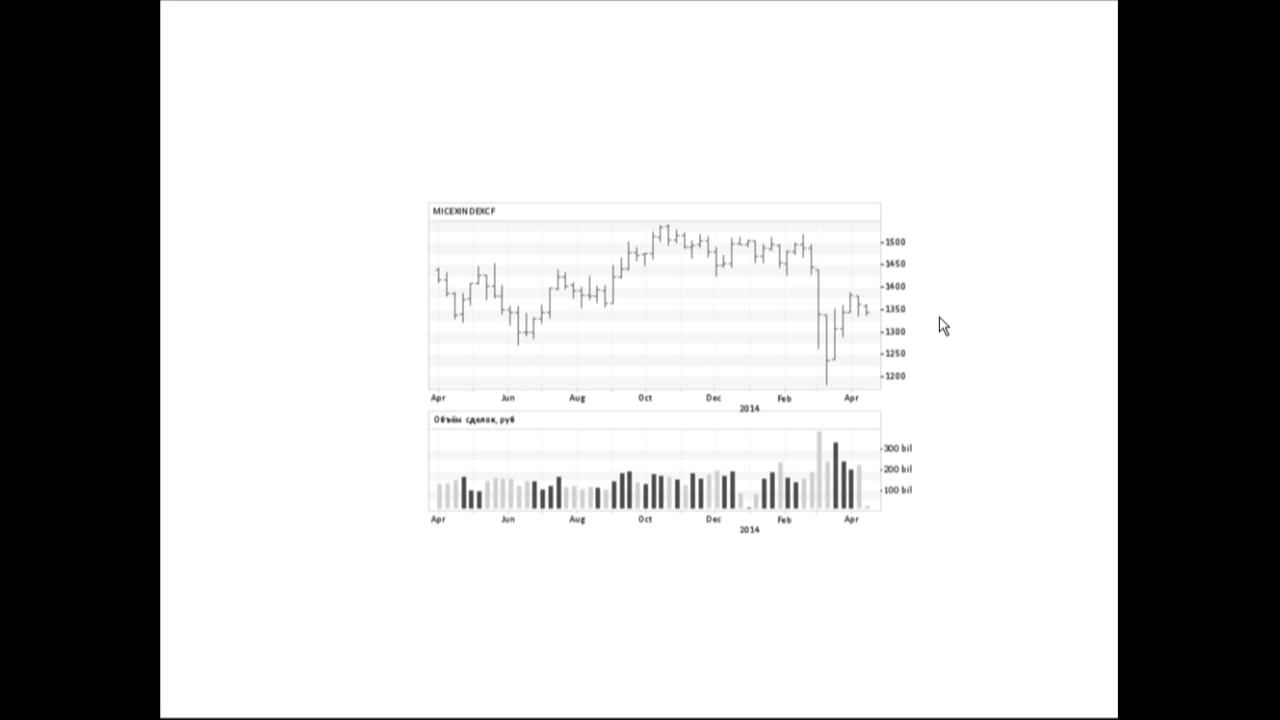 MICEXINDEXCF
1500
1450
1400
1350
1300
1250
1200
Apr Jun Aug Oct Dec Feb Apr
2014
Объём сделок, руб
300 bil
200 bil
100 bil
Apr Jun Aug Oct Dec Feb Apr
2014